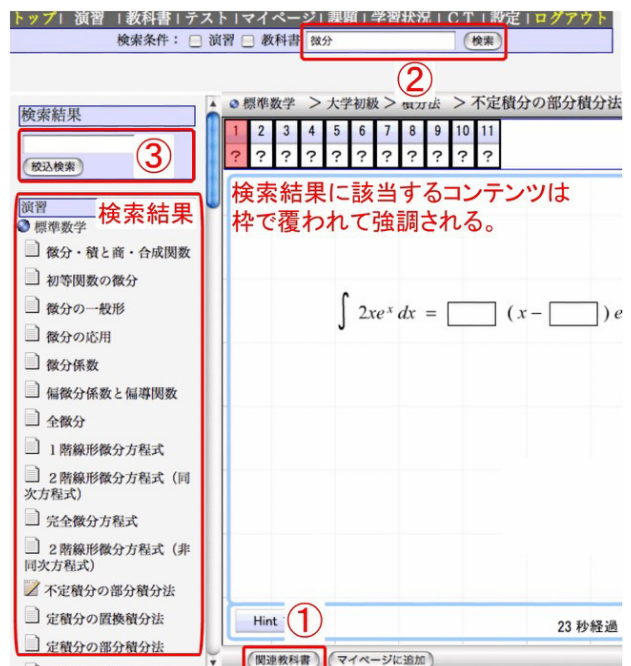 トップ| 演習 |教科書|テスト|マイページ|課題|学習状況|CT|設定|ログアウト
検索条件: 演習 教科書 微分 検索
②
検索結果
③
絞込検索
演習
検索結果
標準数学
微分・積と商・合成関数
初等関数の微分
微分の一般形
微分の応用
微分係数
偏微分係数と偏導関数
全微分
1階線形微分方程式
2階線形微分方程式(同
次方程式)
完全微分方程式
2階線形微分方程式(非
同次方程式)
不定積分の部分積分法
定積分の置換積分法
定積分の部分積分法
標準数学 > 大学初級 > 積分法 > 不定積分の部分積分法
1 2 3 4 5 6 7 8 9 10 11
? ? ? ? ? ? ? ? ? ? ?
検索結果に該当するコンテンツは
枠で覆われて強調される。
∫ 2xeˣ dx = □ (x − □) e
Hint
①
23 秒経過
関連教科書 マイページに追加